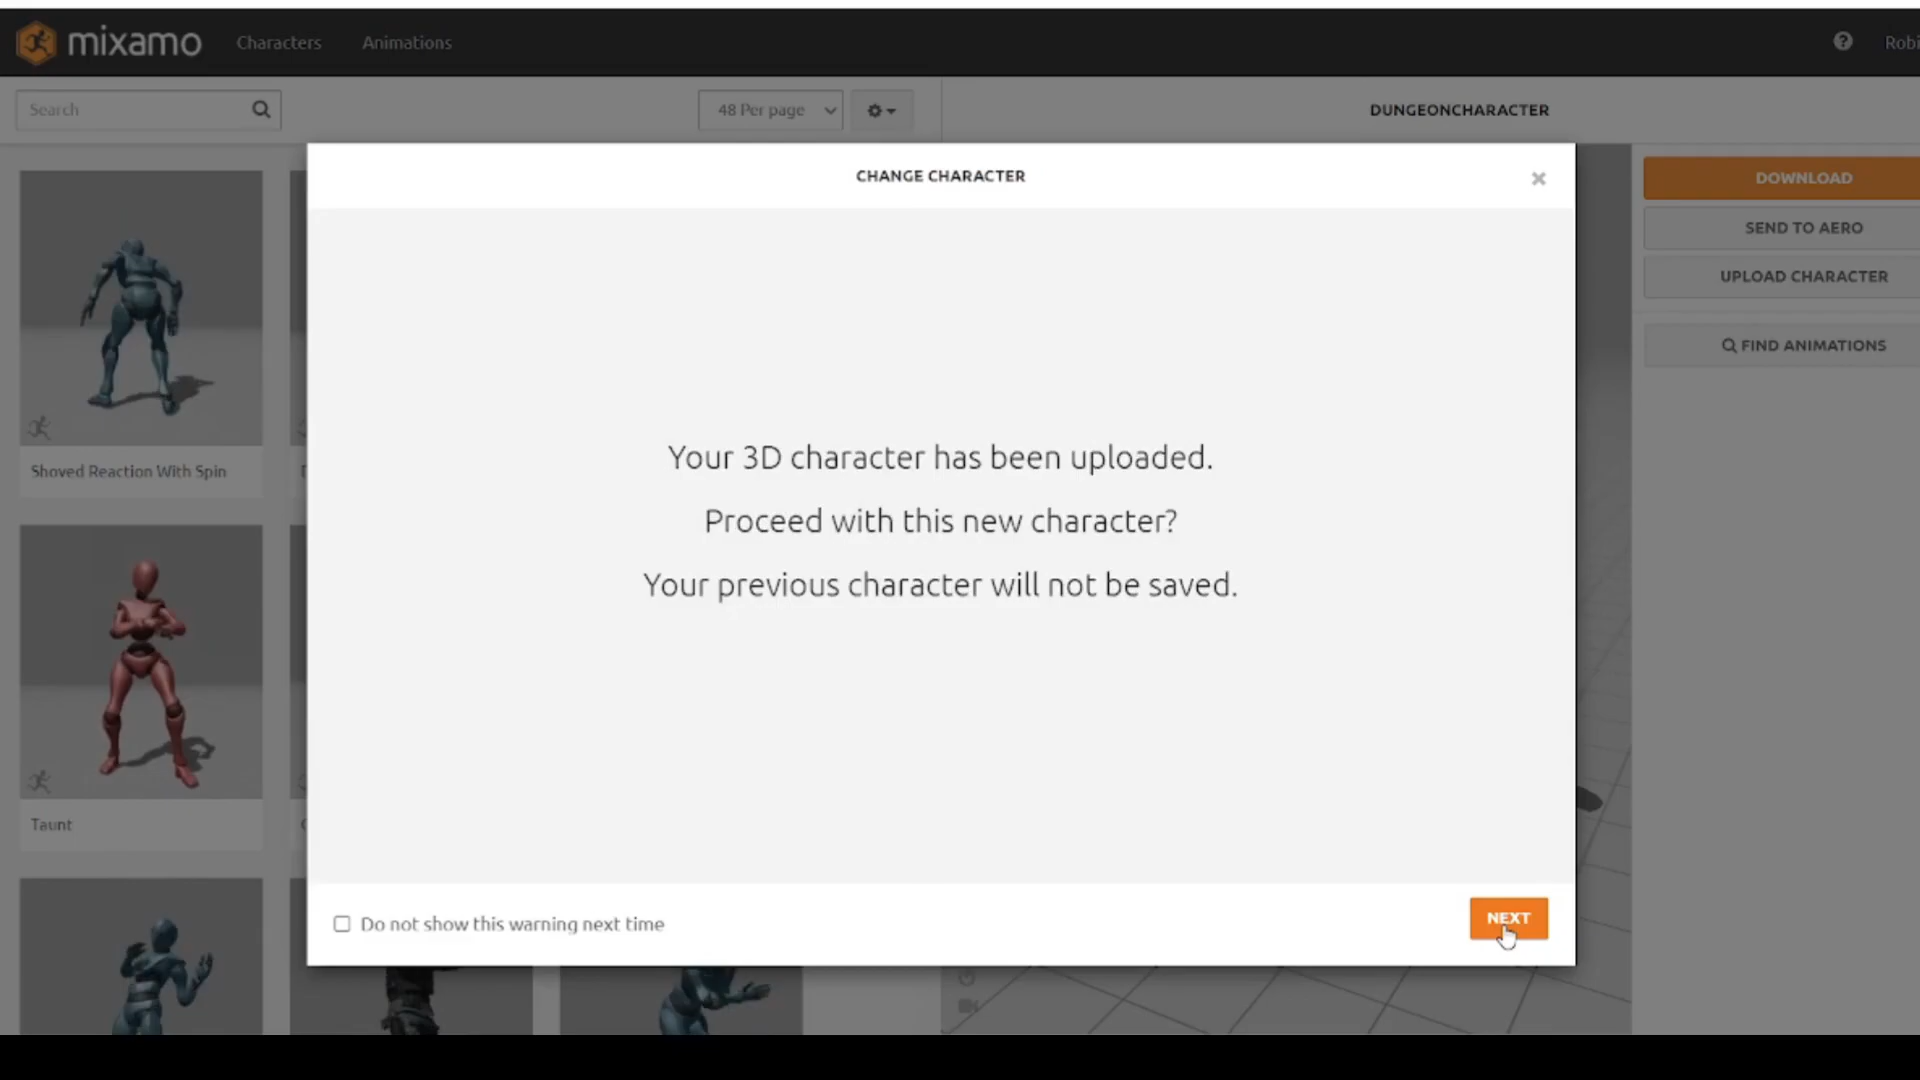 mixamo
Characters
Animations
Robi
Search
48 Per page
DUNGEONCHARACTER
CHANGE CHARACTER
×
DOWNLOAD
SEND TO AERO
UPLOAD CHARACTER
FIND ANIMATIONS
Your 3D character has been uploaded.
Proceed with this new character?
Your previous character will not be saved.
Shoved Reaction With Spin
Taunt
Do not show this warning next time
NEXT